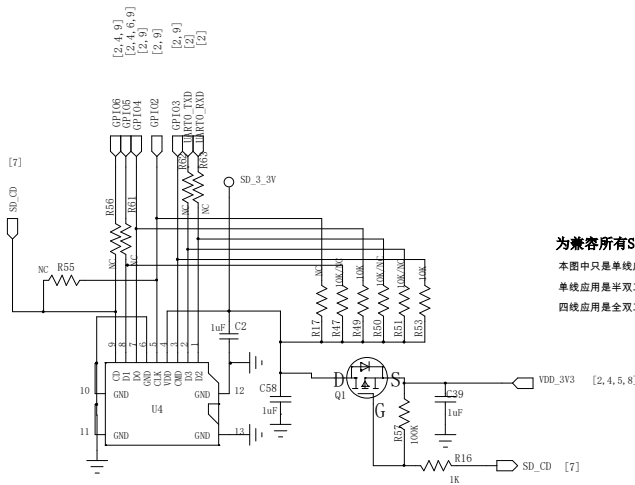 [2,4,9]
[2,4,6,9]
[2,9]
[2,9]
[2,9]
[2]
[2]
GPIO6
GPIO5
GPIO4
GPIO2
GPIO3
UART0_TXD
UART0_RXD
[7]
SD_CD
R56
R61
R62
R63
NC
NC
NC
NC
SD_3_3V
NC R55
NC
10K/NC
10K
10K/NC
10K/NC
10K
R17
R47
R49
R50
R51
R53
为兼容所有S
本图中只是单线
单线应用是半双
四线应用是全双
1uF C2
9 8 7 6 5 4 3 2 1
CD
D1
D0
GND
CLK
VDD
CMD
D3
D2
10 GND
GND 12
U4
11 GND
GND 13
C58
1uF
D
S
Q1
G
R57
100K
C39
1uF
VDD_3V3 [2,4,5,8]
R16
1K
SD_CD [7]